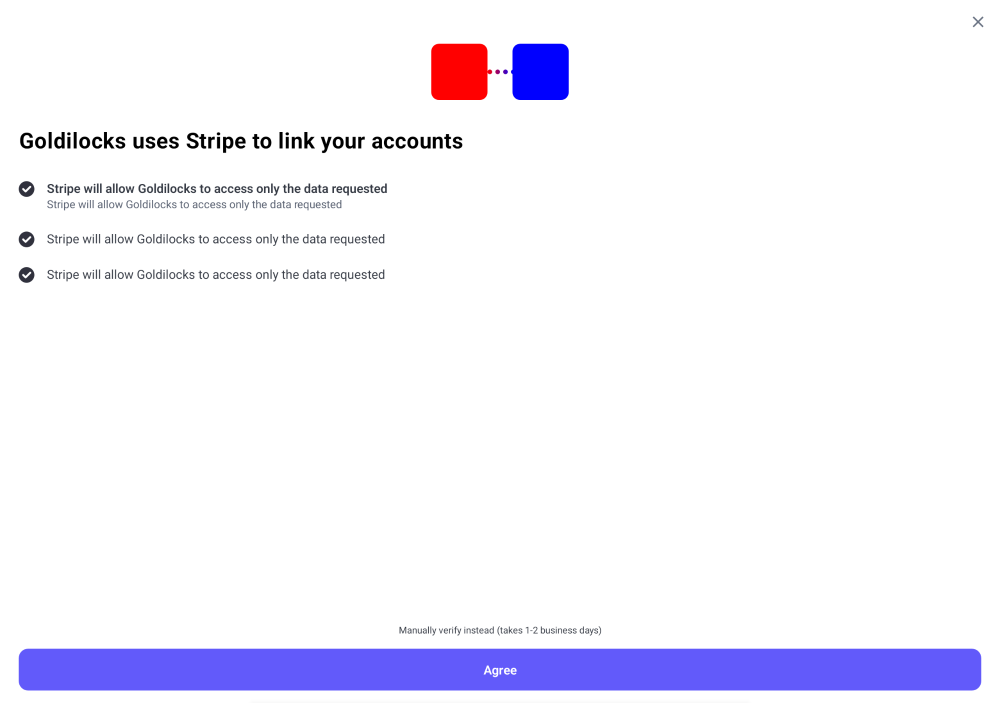 Goldilocks uses Stripe to link your accounts
Stripe will allow Goldilocks to access only the data requested
Stripe will allow Goldilocks to access only the data requested
Stripe will allow Goldilocks to access only the data requested
Stripe will allow Goldilocks to access only the data requested
Manually verify instead (takes 1-2 business days)
Agree